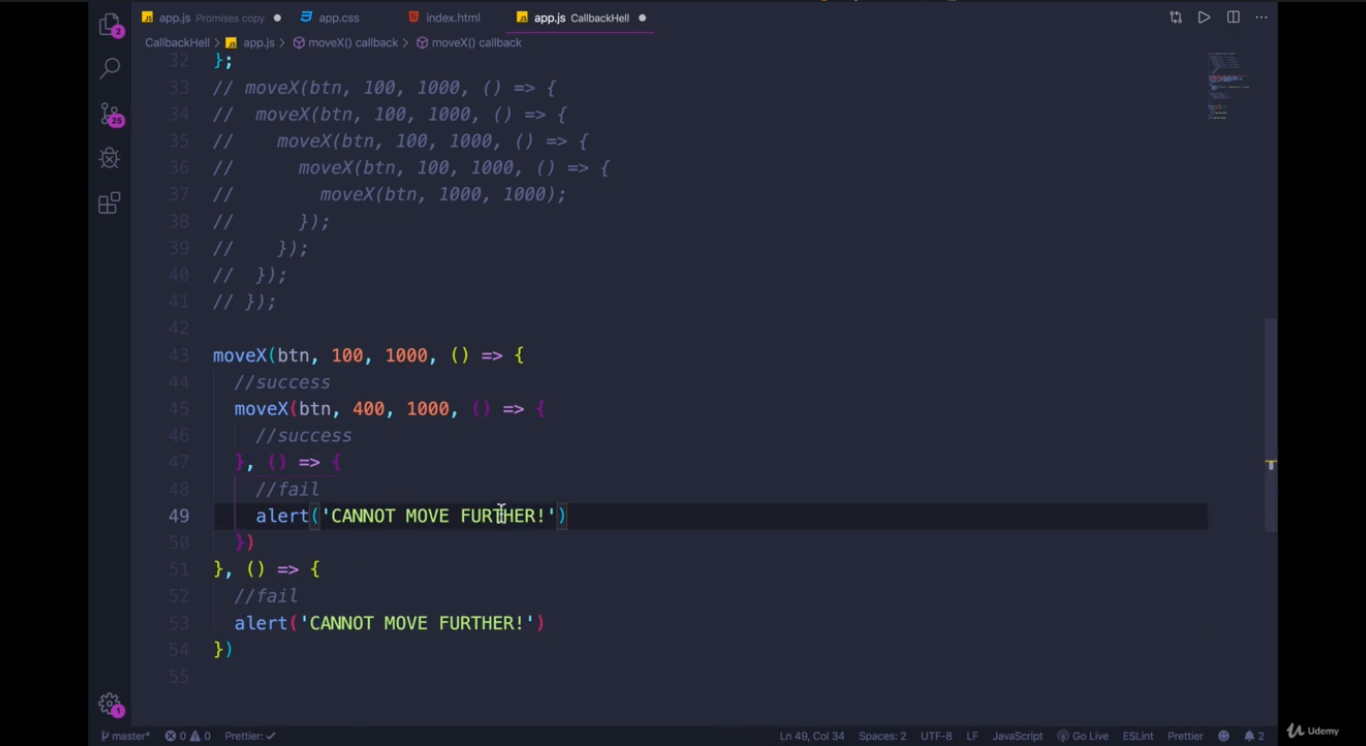 app.js Promises copy app.css index.html app.js CallbackHell
CallbackHell > app.js > moveX() callback > moveX() callback
32 };
33 // moveX(btn, 100, 1000, () => {
34 //  moveX(btn, 100, 1000, () => {
35 //    moveX(btn, 100, 1000, () => {
36 //      moveX(btn, 100, 1000, () => {
37 //        moveX(btn, 1000, 1000);
38 //      });
39 //    });
40 //  });
41 // });
42
43 moveX(btn, 100, 1000, () => {
44   //success
45   moveX(btn, 400, 1000, () => {
46     //success
47   }, () => {
48     //fail
49     alert('CANNOT MOVE FURTHER!')
50   })
51 }, () => {
52   //fail
53   alert('CANNOT MOVE FURTHER!')
54 })
55
2
25
1
master* 0 0 Prettier: ✓ Ln 49, Col 34 Spaces: 2 UTF-8 LF JavaScript Go Live ESLint Prettier 2
Udemy